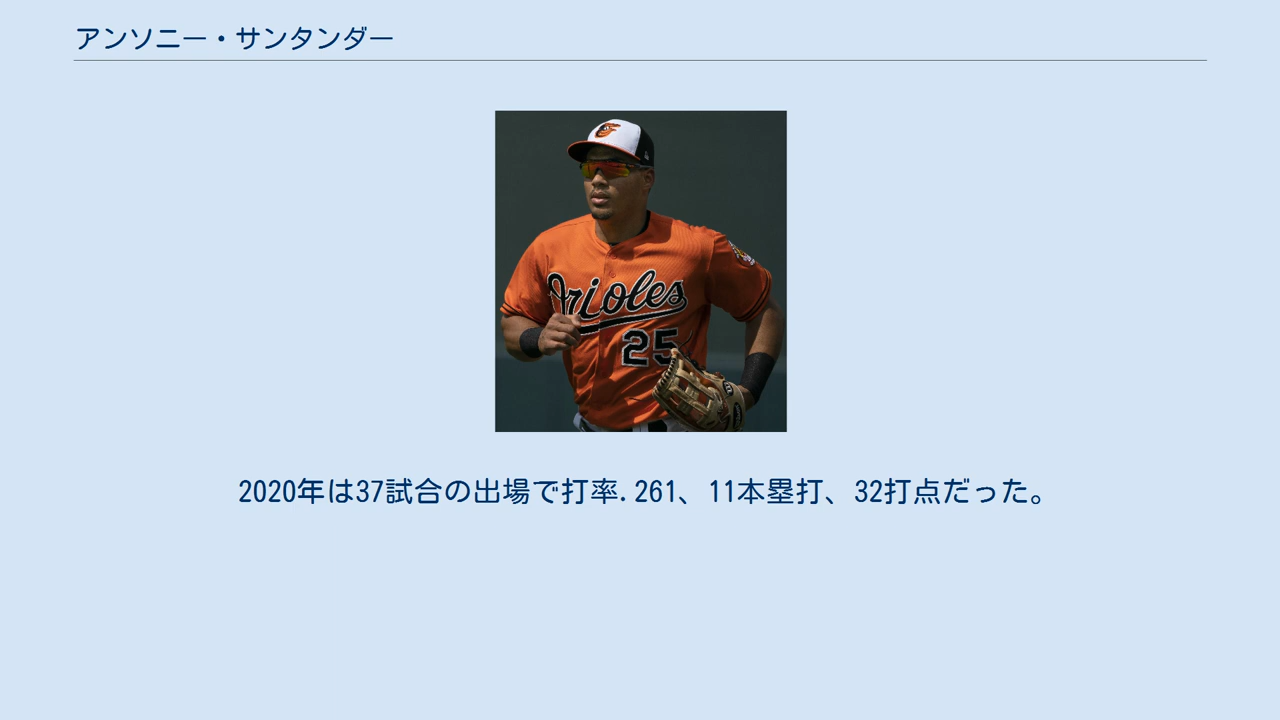 アンソニー・サンタンダー
Orioles
25
2020年は37試合の出場で打率.261、11本塁打、32打点だった。